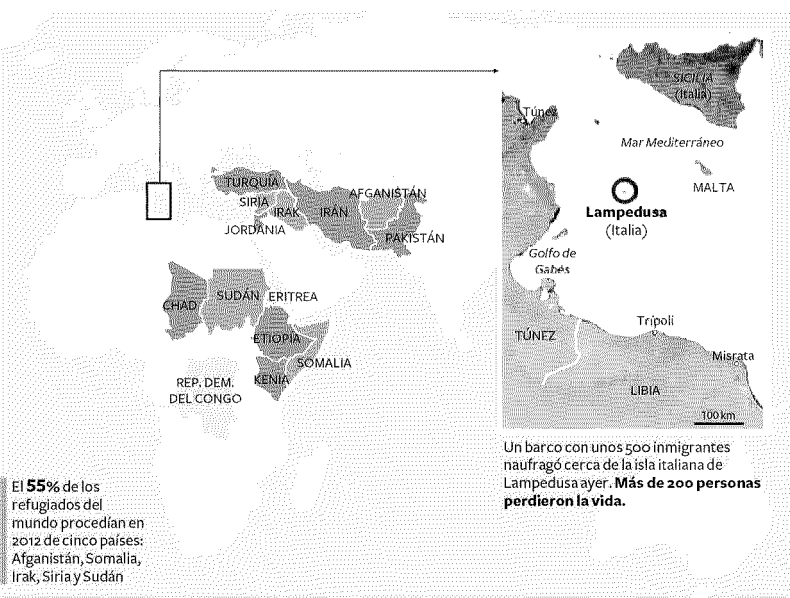 TURQUÍA
SIRIA
IRAK
IRÁN
AFGANISTÁN
JORDANIA
PAKISTÁN
CHAD
SUDÁN
ERITREA
ETIOPÍA
SOMALIA
KENIA
REP. DEM.
DEL CONGO
El 55% de los
refugiados del
mundo procedían en
2012 de cinco países:
Afganistán, Somalia,
Irak, Siria y Sudán
SICILIA
(Italia)
Túnez
Mar Mediterráneo
MALTA
Lampedusa
(Italia)
Golfo de
Gabés
TÚNEZ
Trípoli
Misrata
LIBIA
100 km
Un barco con unos 500 inmigrantes
naufragó cerca de la isla italiana de
Lampedusa ayer. Más de 200 personas
perdieron la vida.